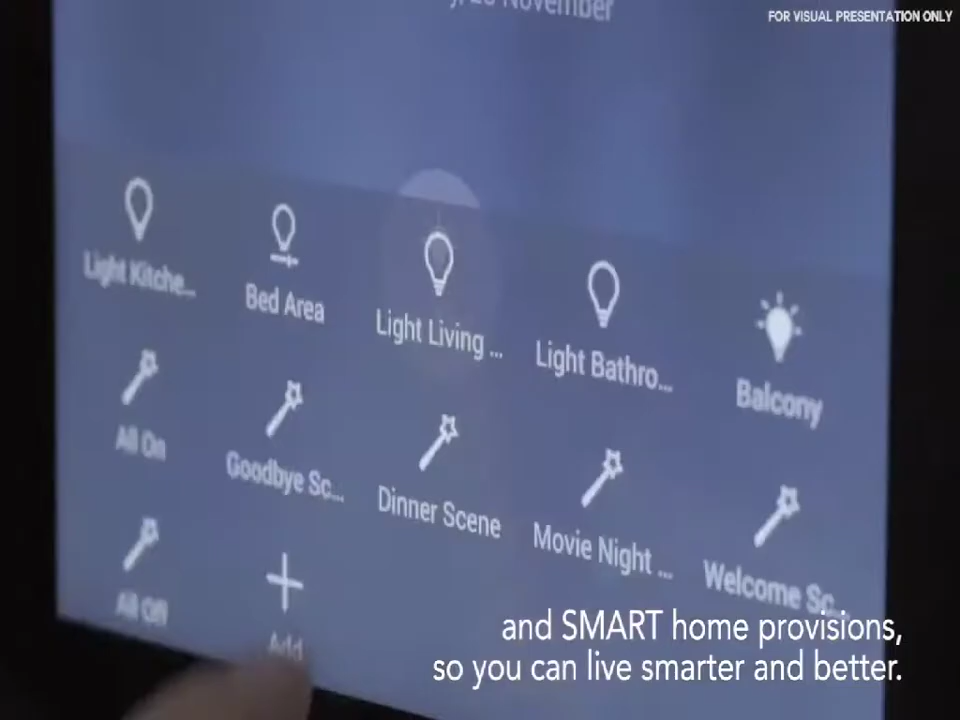 FOR VISUAL PRESENTATION ONLY
November
Light Kitche...
Bed Area
Light Living ...
Light Bathro...
Balcony
All On
Goodbye Sc...
Dinner Scene
Movie Night ...
Welcome Sc...
All Off
Add
and SMART home provisions,
so you can live smarter and better.